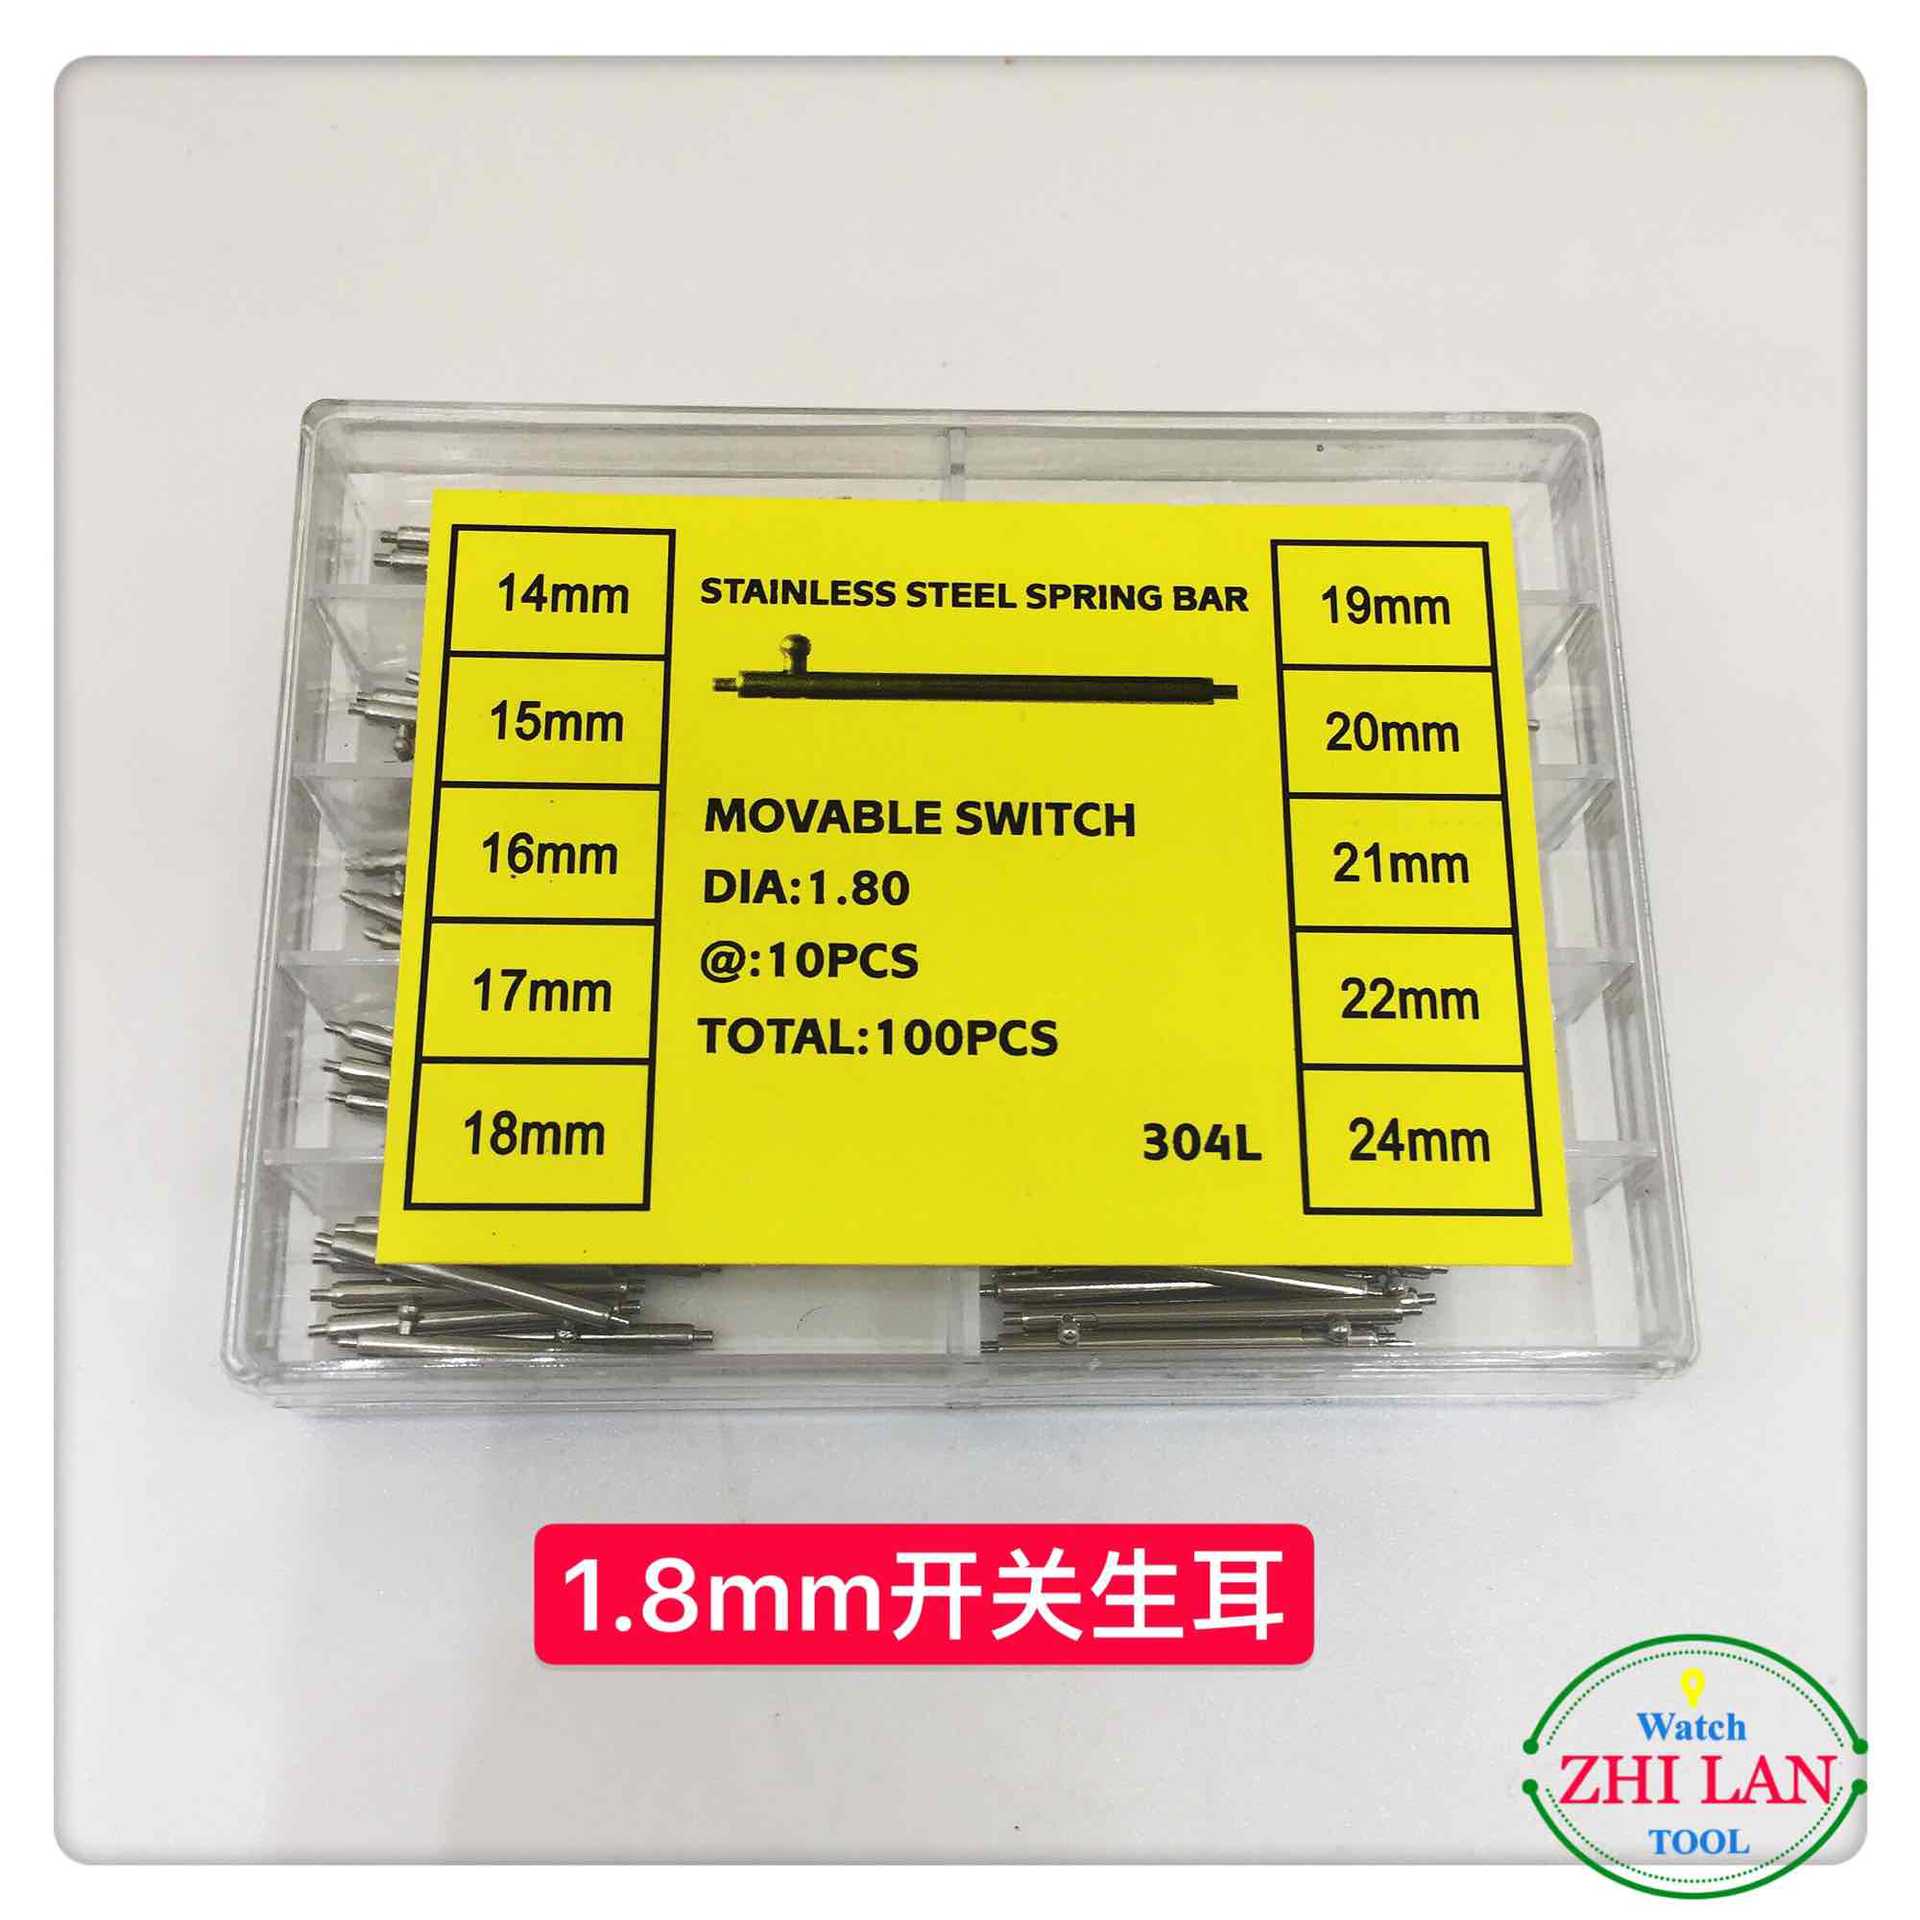 STAINLESS STEEL SPRING BAR
14mm
15mm
16mm
17mm
18mm
MOVABLE SWITCH
DIA:1.80
@:10PCS
TOTAL:100PCS
304L
19mm
20mm
21mm
22mm
24mm
1.8mm开关生耳
Watch
ZHI LAN
TOOL